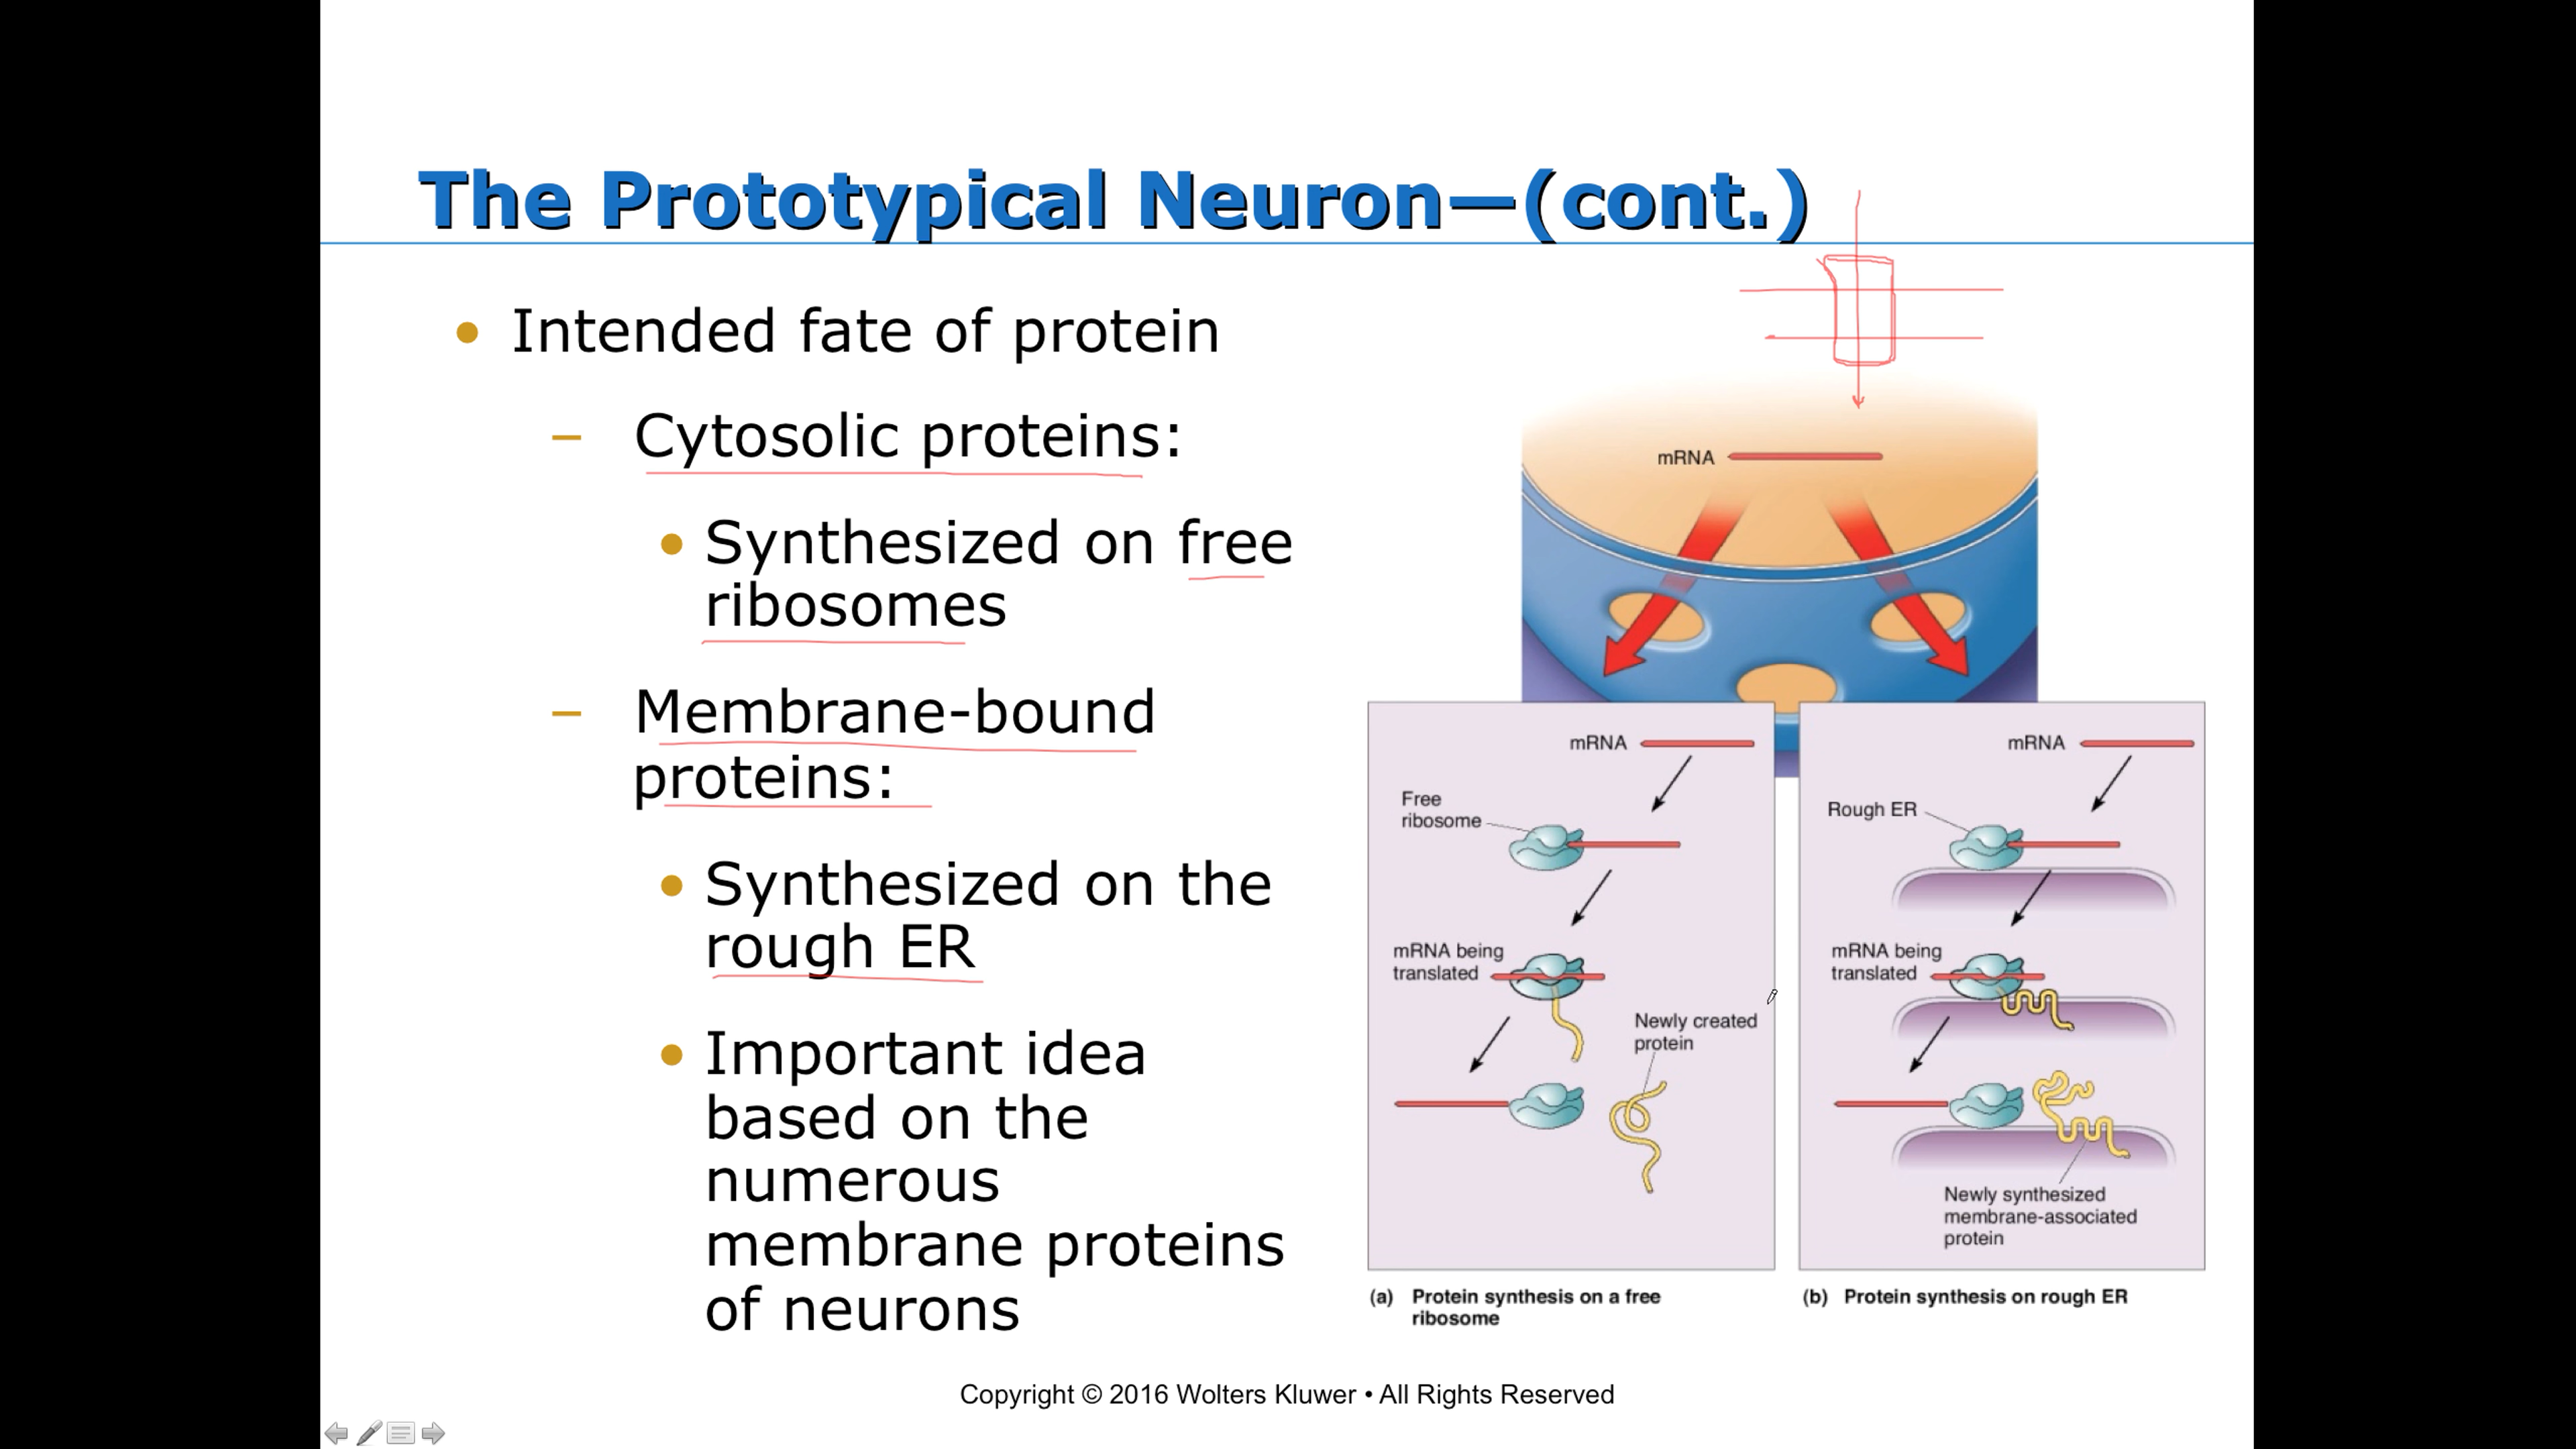 The Prototypical Neuron—(cont.)
• Intended fate of protein
– Cytosolic proteins:
• Synthesized on free
ribosomes
– Membrane-bound
proteins:
• Synthesized on the
rough ER
• Important idea
based on the
numerous
membrane proteins
of neurons
mRNA
mRNA
Free
ribosome
mRNA being
translated
Newly created
protein
(a) Protein synthesis on a free
ribosome
mRNA
Rough ER
mRNA being
translated
Newly synthesized
membrane-associated
protein
(b) Protein synthesis on rough ER
Copyright © 2016 Wolters Kluwer • All Rights Reserved